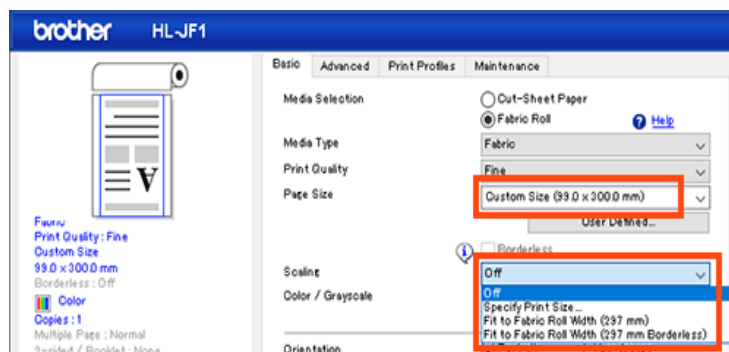 brother HL-JF1
Basic Advanced Print Profiles Maintenance
Media Selection
Cut-Sheet Paper
Fabric Roll
Help
Media Type
Fabric
Print Quality
Fine
Page Size
Custom Size (99.0 x 300.0 mm)
User Defined...
Borderless
Scaling
Off
Off
Specify Print Size...
Fit to Fabric Roll Width (297 mm)
Fit to Fabric Roll Width (297 mm Borderless)
Color / Grayscale
Orientation
A
Fabric
Print Quality : Fine
Custom Size
99.0 x 300.0 mm
Borderless : Off
Color
Copies : 1
Multiple Page : Normal
2-sided / Booklet : None